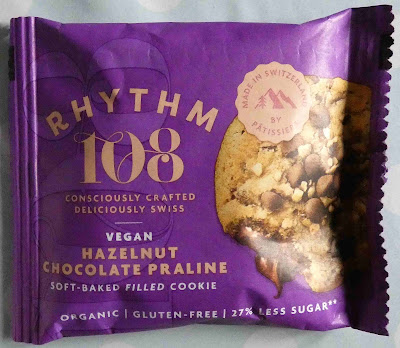 RHYTHM
108
CONSCIOUSLY CRAFTED
DELICIOUSLY SWISS
VEGAN
HAZELNUT
CHOCOLATE PRALINE
SOFT-BAKED FILLED COOKIE
ORGANIC | GLUTEN-FREE | 27% LESS SUGAR**
MADE IN SWITZERLAND
BY